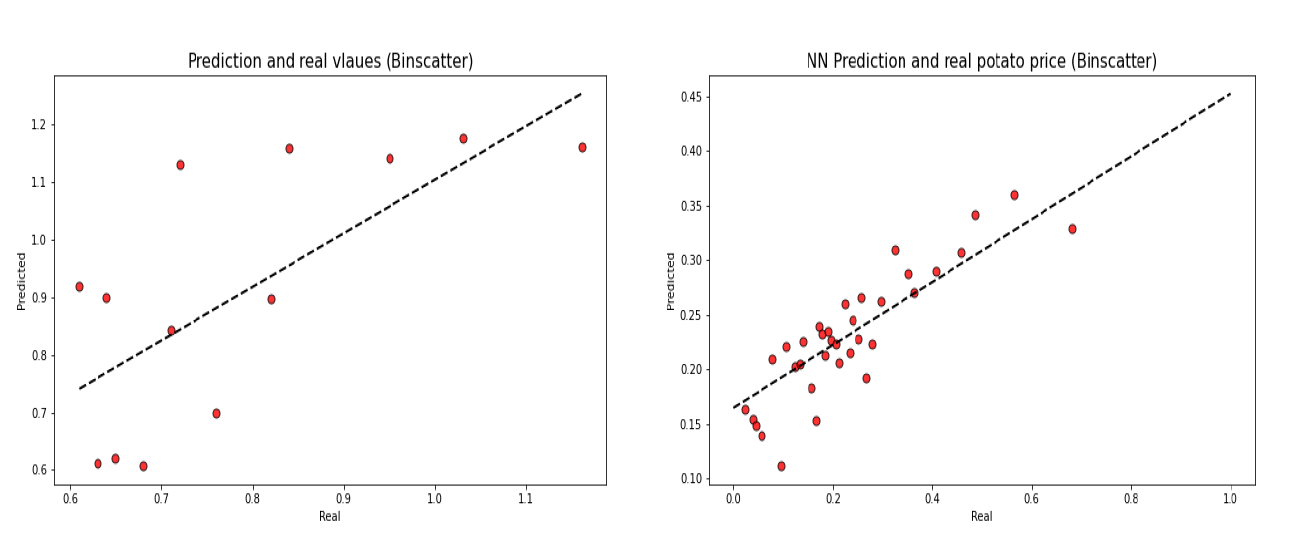 Prediction and real vlaues (Binscatter)
Predicted
1.2
1.1
1.0
0.9
0.8
0.7
0.6
0.6 0.7 0.8 0.9 1.0 1.1
Real
NN Prediction and real potato price (Binscatter)
Predicted
0.45
0.40
0.35
0.30
0.25
0.20
0.15
0.10
0.0 0.2 0.4 0.6 0.8 1.0
Real